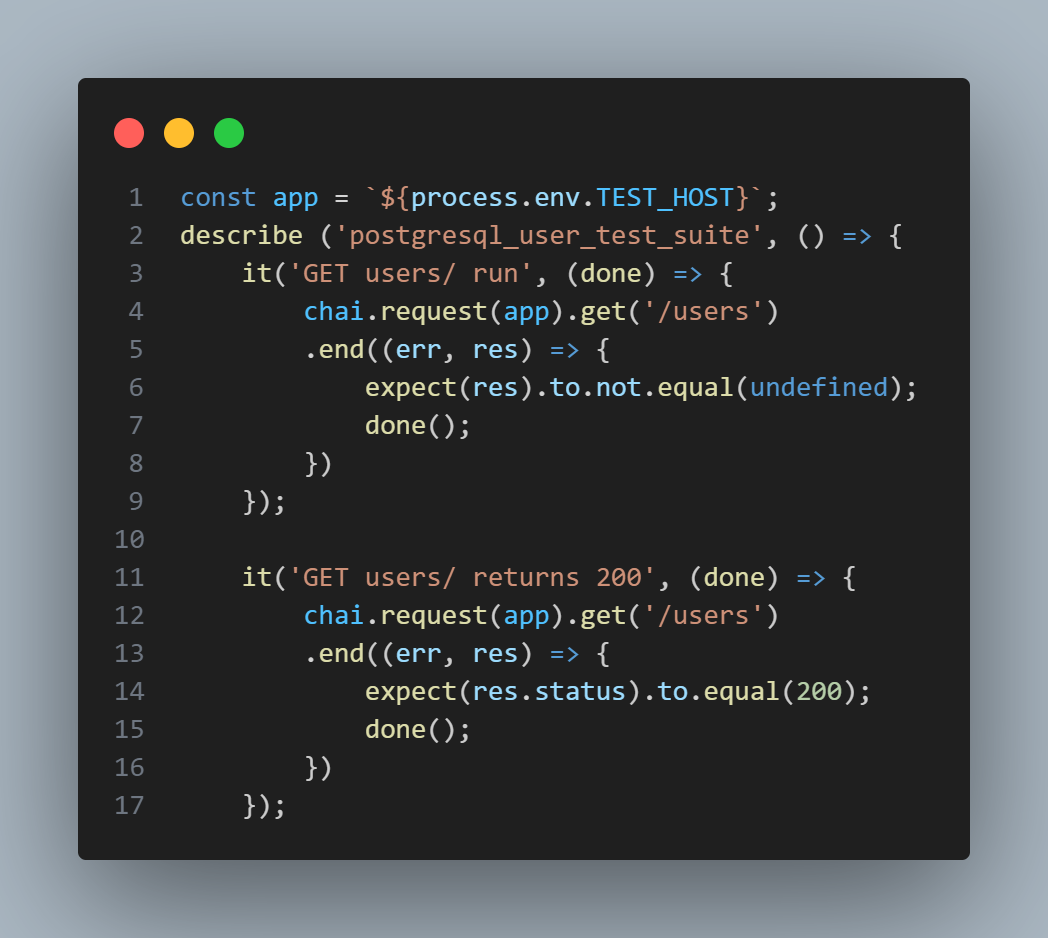 1 const app = `${process.env.TEST_HOST}`;
2 describe ('postgresql_user_test_suite', () => {
3     it('GET users/ run', (done) => {
4         chai.request(app).get('/users')
5         .end((err, res) => {
6             expect(res).to.not.equal(undefined);
7             done();
8         })
9     });
10
11     it('GET users/ returns 200', (done) => {
12         chai.request(app).get('/users')
13         .end((err, res) => {
14             expect(res.status).to.equal(200);
15             done();
16         })
17     });